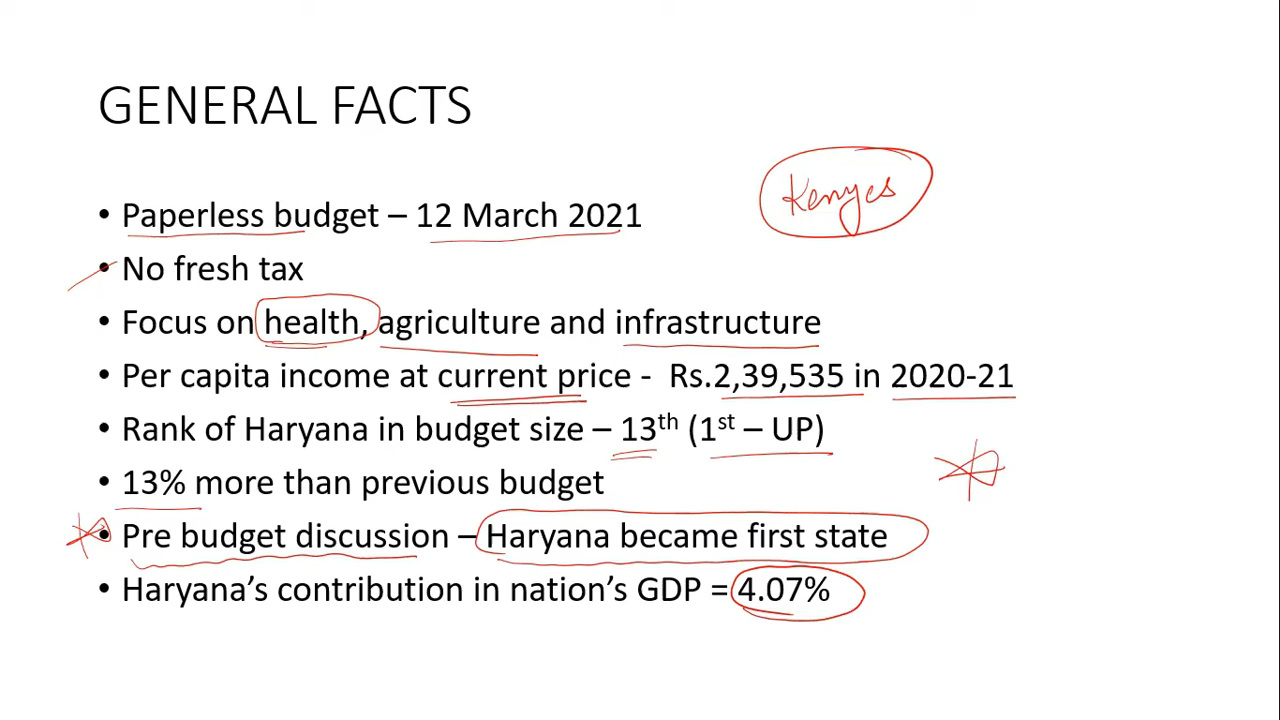 GENERAL FACTS
Kenyes
• Paperless budget – 12 March 2021
• No fresh tax
• Focus on health, agriculture and infrastructure
• Per capita income at current price - Rs.2,39,535 in 2020-21
• Rank of Haryana in budget size – 13th (1st – UP)
• 13% more than previous budget
• Pre budget discussion – Haryana became first state
• Haryana’s contribution in nation’s GDP = 4.07%